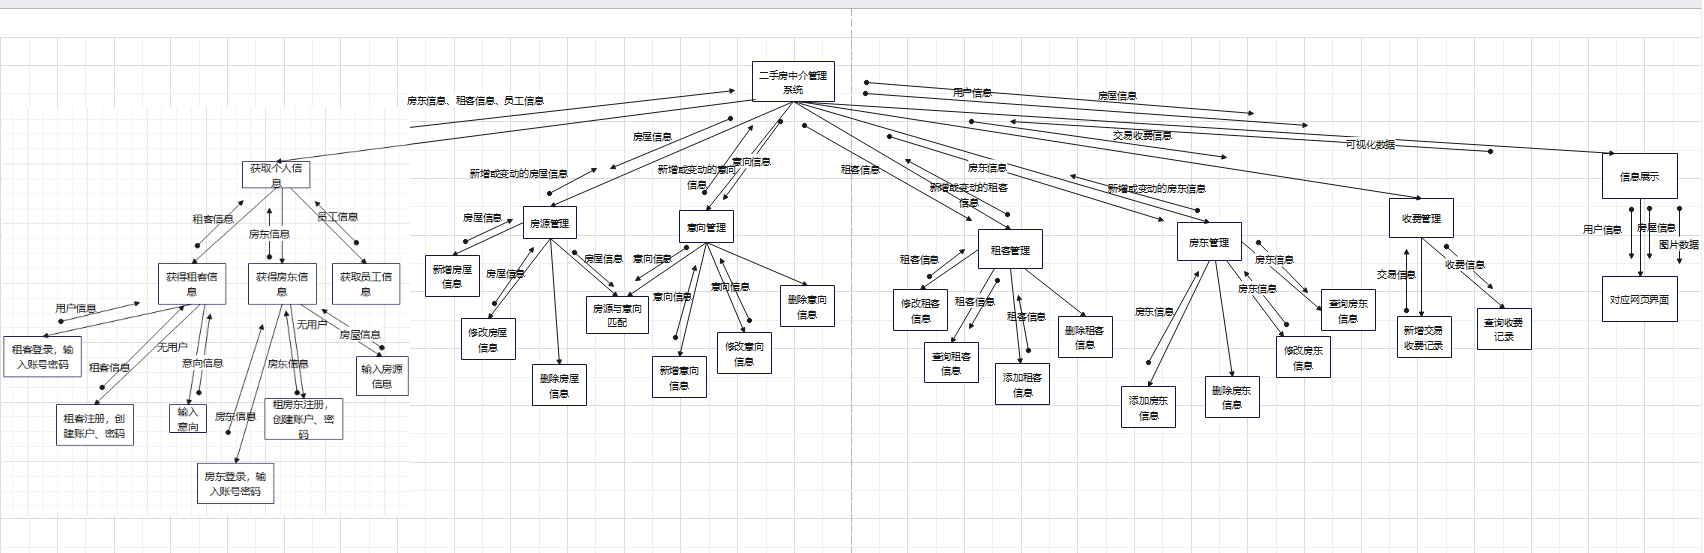 二手房中介管理
系统
房东信息、租客信息、员工信息
用户信息
房屋信息
房屋信息
交易收费信息
可视化数据
新增或变动的房屋信息
新增或变动的意向
信息
意向信息
租客信息
房东信息
新增或变动的租客
信息
新增或变动的房东信息
获取个人信
息
房源管理
意向管理
租客管理
房东管理
收费管理
信息展示
租客信息
房东信息
员工信息
获得租客信
息
获得房东信
息
获取员工信
息
用户信息
无用户
租客信息
意向信息
无用户
房屋信息
房东信息
房东信息
租客登录，输
入账号密码
租客注册，创
建账户、密码
输入
意向
租房东注册，
创建账户、密
码
输入房源
信息
房东登录，输
入账号密码
房屋信息
房屋信息
房屋信息
新增房屋
信息
修改房屋
信息
删除房屋
信息
房源与意向
匹配
意向信息
意向信息
意向信息
新增意向
信息
修改意向
信息
删除意向
信息
租客信息
租客信息
租客信息
修改租客
信息
查询租客
信息
添加租客
信息
删除租客
信息
房东信息
房东信息
房东信息
添加房东
信息
删除房东
信息
修改房东
信息
查询房东
信息
交易信息
收费信息
新增交易
收费记录
查询收费
记录
用户信息
房屋信息
图片数据
对应网页界面